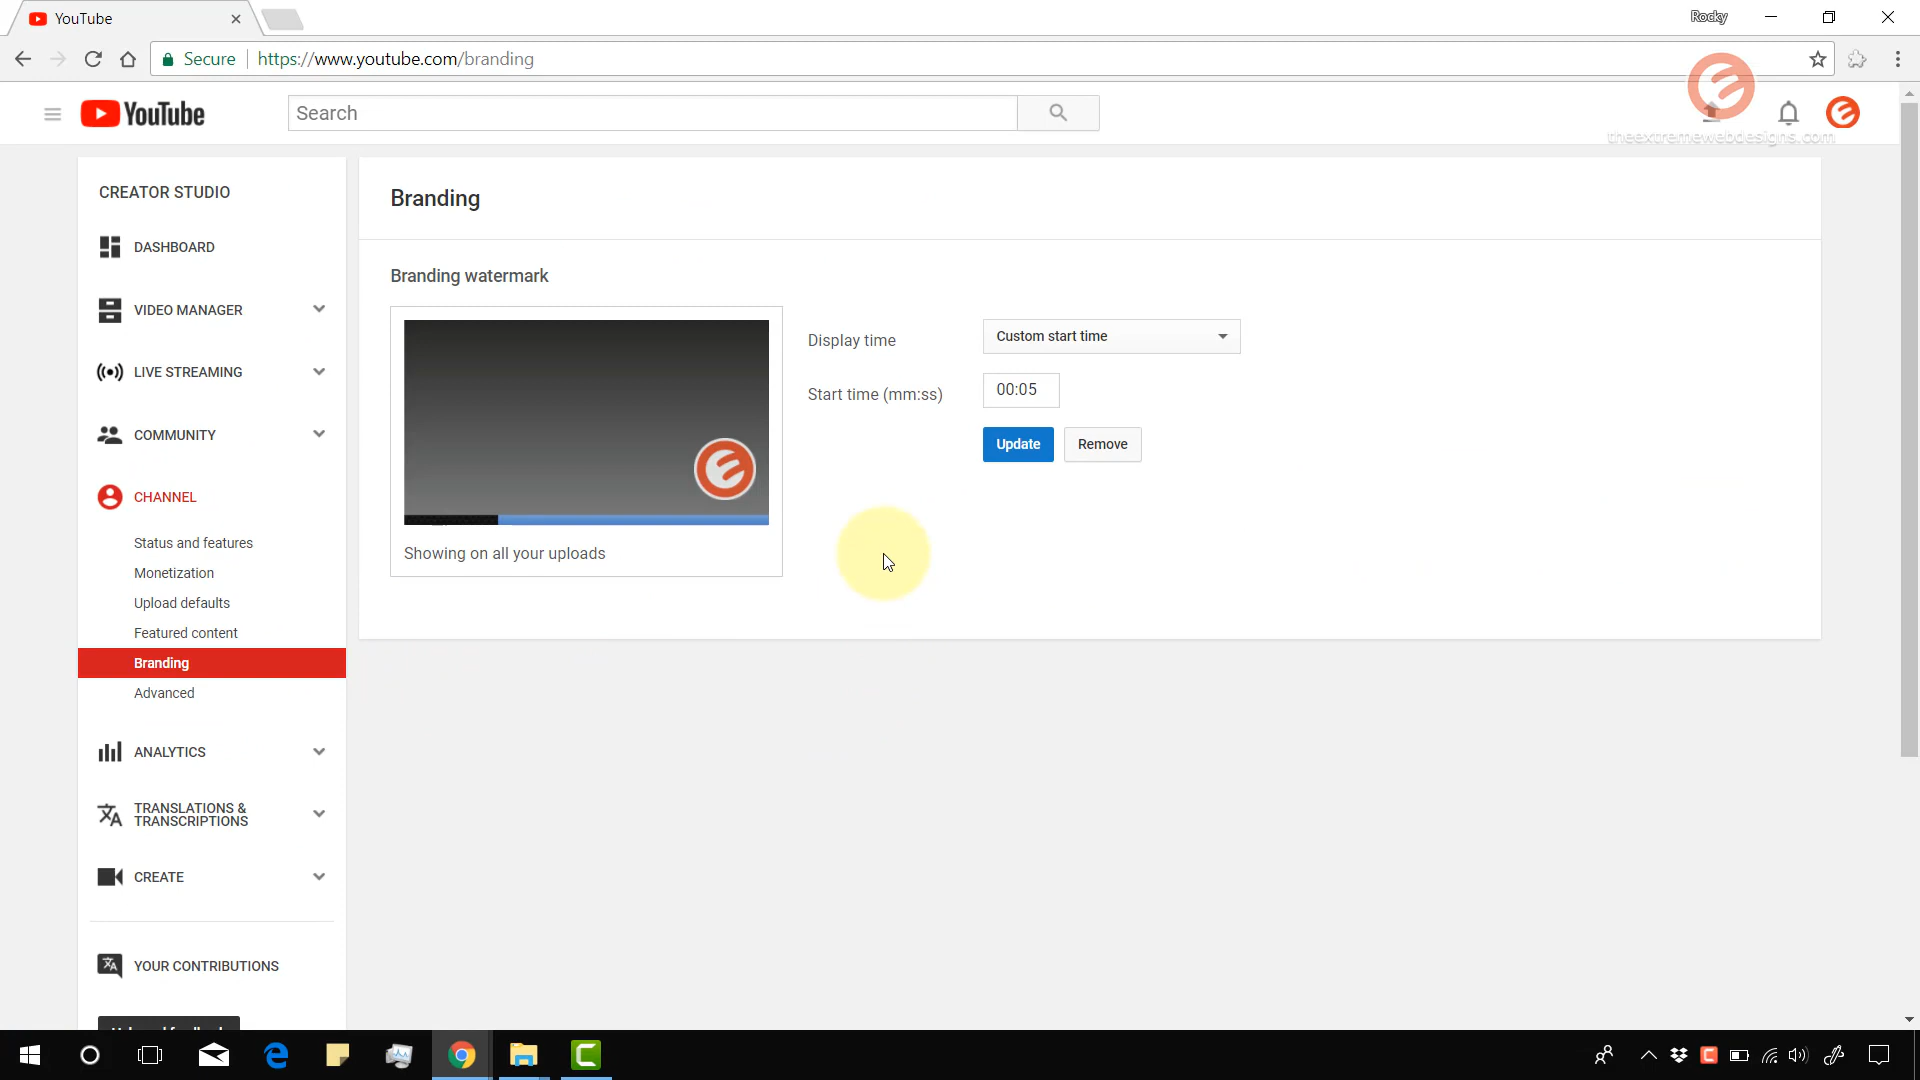 YouTube
Rocky
Secure
https://www.youtube.com/branding
YouTube
Search
theextremewebdesigns.com
CREATOR STUDIO
DASHBOARD
VIDEO MANAGER
LIVE STREAMING
COMMUNITY
CHANNEL
Status and features
Monetization
Upload defaults
Featured content
Branding
Advanced
ANALYTICS
TRANSLATIONS &
TRANSCRIPTIONS
CREATE
YOUR CONTRIBUTIONS
Branding
Branding watermark
Showing on all your uploads
Display time
Custom start time
Start time (mm:ss)
00:05
Update
Remove